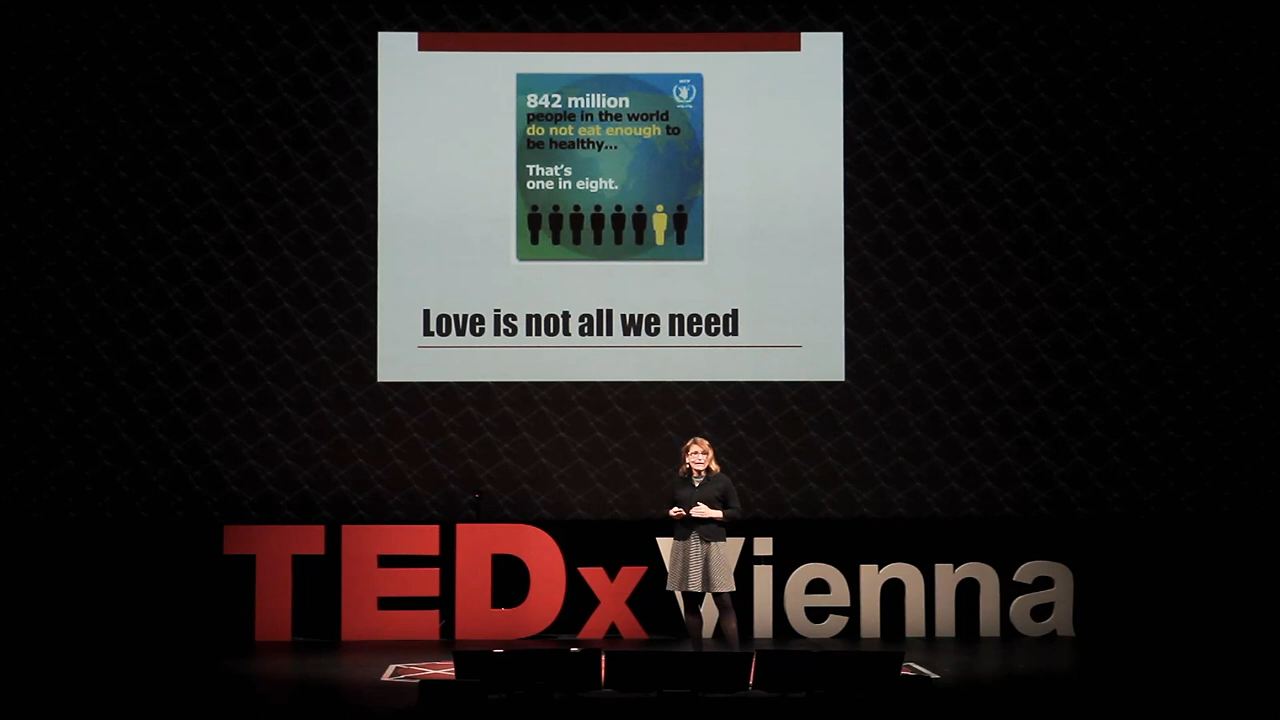 842 million
people in the world
do not eat enough to
be healthy...
That's
one in eight.
Love is not all we need
TEDxVienna